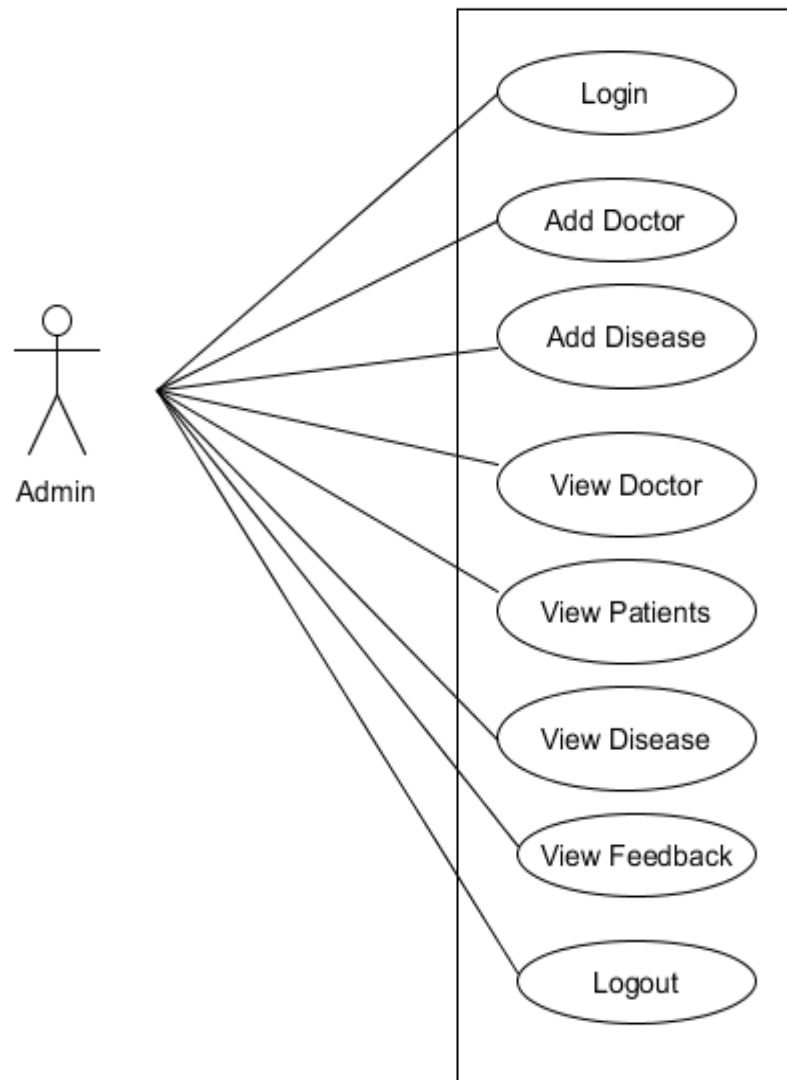 Login
Add Doctor
Add Disease
Admin
View Doctor
View Patients
View Disease
View Feedback
Logout